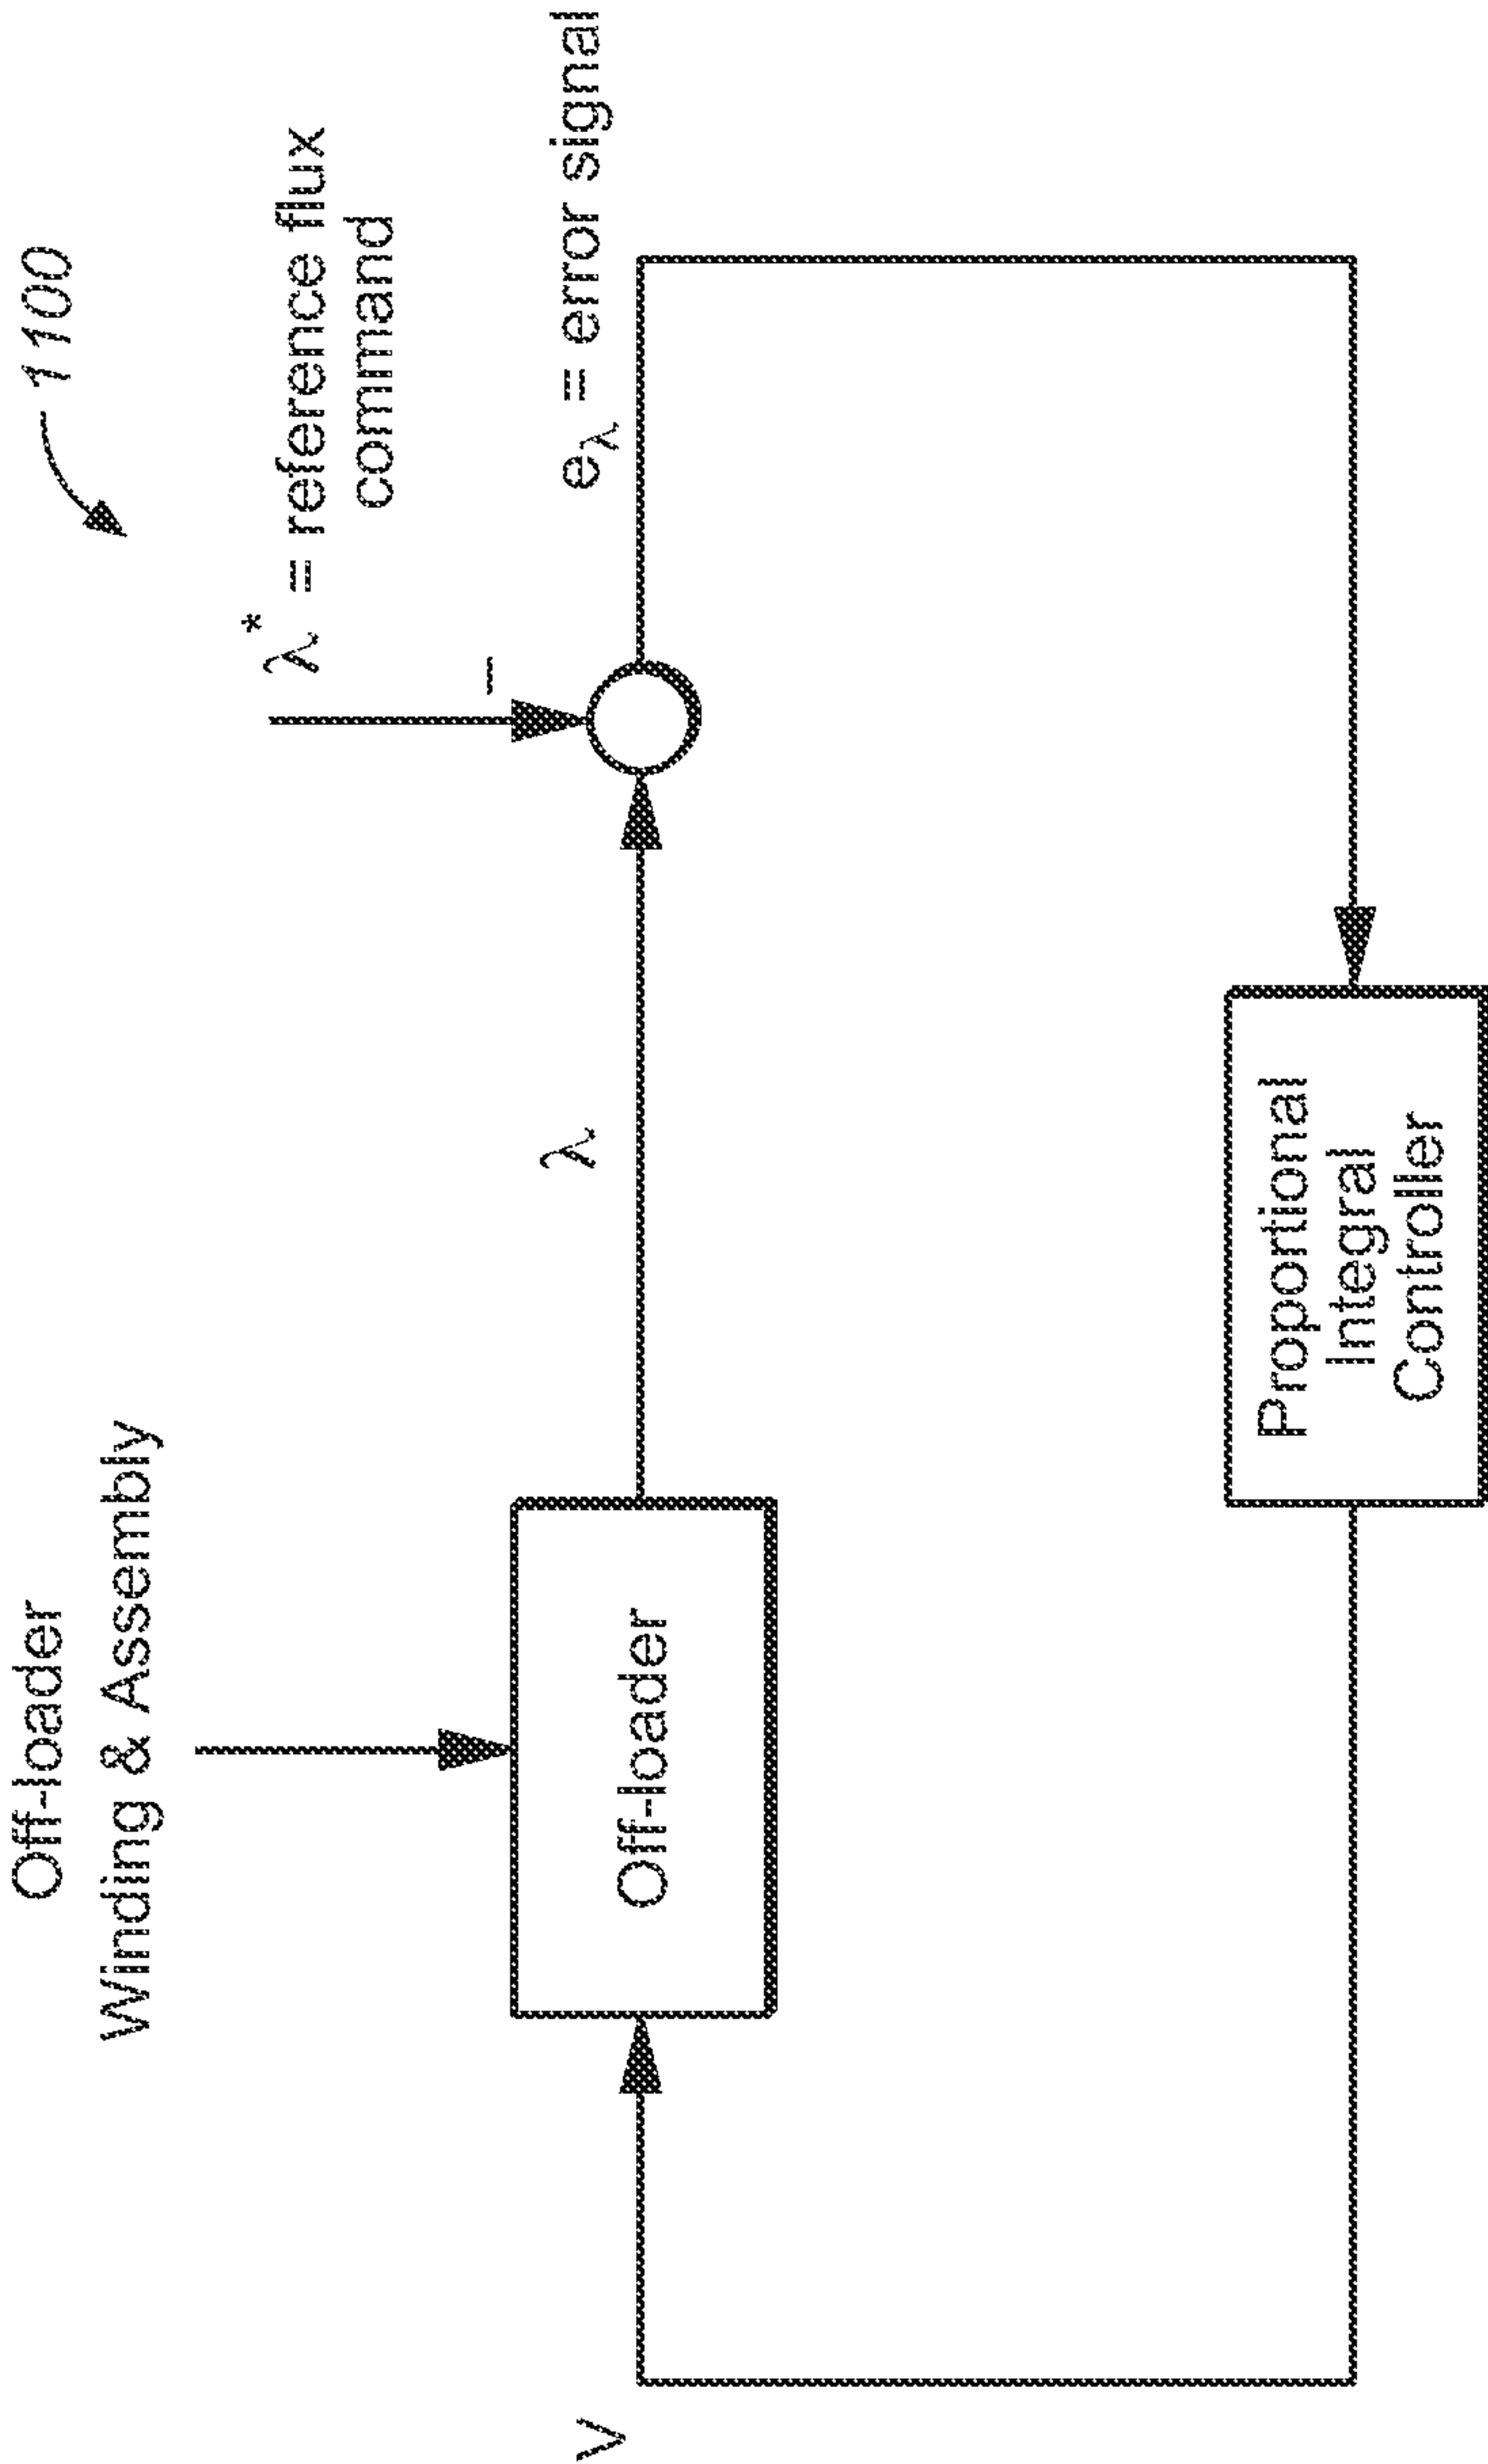 1100
Off-loader
Winding & Assembly
λ* = reference flux
command
V
Off-loader
λ
−
eλ = error signal
Proportional
Integral
Controller